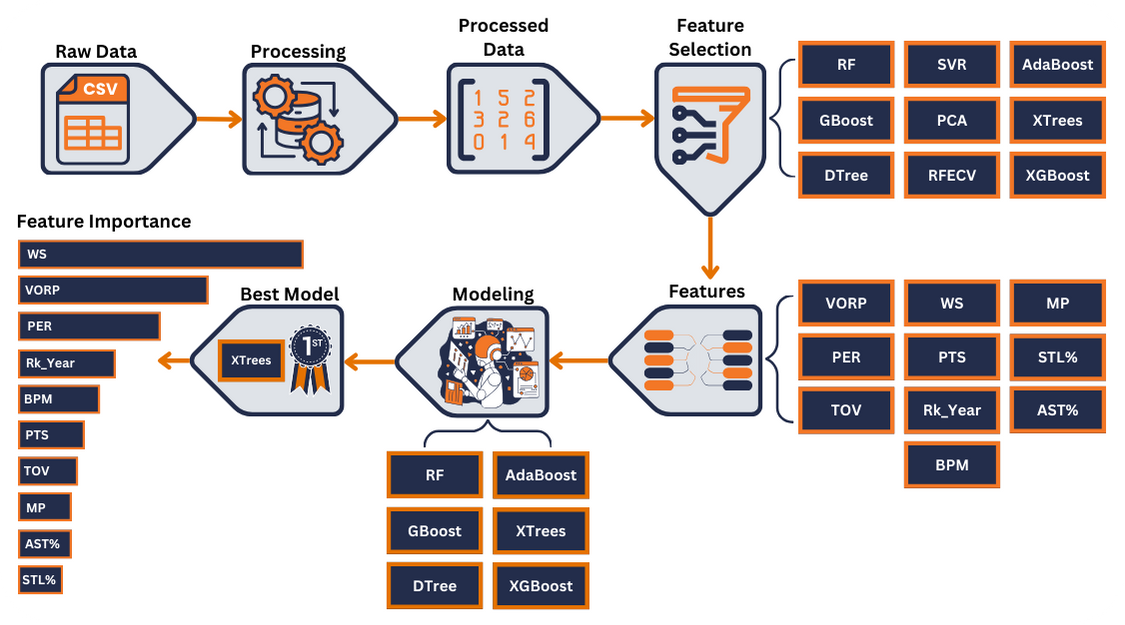 Raw Data
Processing
Processed
Data
Feature
Selection
CSV
1 5 2
3 2 6
0 1 4
RF
SVR
AdaBoost
GBoost
PCA
XTrees
DTree
RFECV
XGBoost
Features
VORP
WS
MP
PER
PTS
STL%
TOV
Rk_Year
AST%
BPM
Modeling
RF
AdaBoost
GBoost
XTrees
DTree
XGBoost
Best Model
XTrees
1ST
Feature Importance
WS
VORP
PER
Rk_Year
BPM
PTS
TOV
MP
AST%
STL%